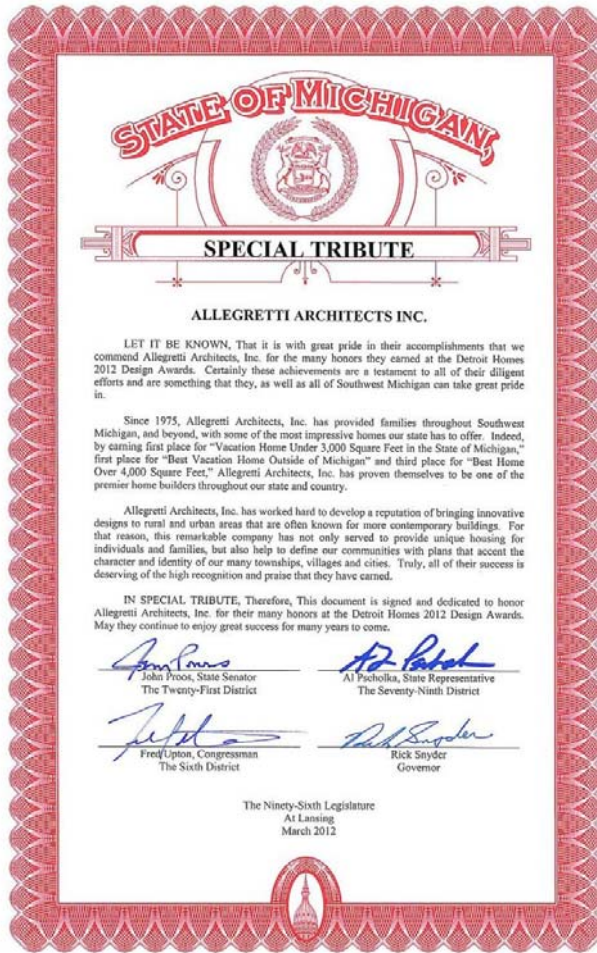 STATE OF MICHIGAN,
SPECIAL TRIBUTE
ALLEGRETTI ARCHITECTS INC.
LET IT BE KNOWN, That it is with great pride in their accomplishments that we
commend Allegretti Architects, Inc. for the many honors they earned at the Detroit Homes
2012 Design Awards. Certainly these achievements are a testament to all of their diligent
efforts and are something that they, as well as all of Southwest Michigan can take great pride
in.
Since 1975, Allegretti Architects, Inc. has provided families throughout Southwest
Michigan, and beyond, with some of the most impressive homes our state has to offer. Indeed,
by earning first place for “Vacation Home Under 3,000 Square Feet in the State of Michigan,”
first place for “Best Vacation Home Outside of Michigan” and third place for “Best Home
Over 4,000 Square Feet,” Allegretti Architects, Inc. has proven themselves to be one of the
premier home builders throughout our state and country.
Allegretti Architects, Inc. has worked hard to develop a reputation of bringing innovative
designs to rural and urban areas that are often known for more contemporary buildings. For
that reason, this remarkable company has not only served to provide unique housing for
individuals and families, but also help to define our communities with plans that accent the
character and identity of our many townships, villages and cities. Truly, all of their success is
deserving of the high recognition and praise that they have earned.
IN SPECIAL TRIBUTE, Therefore, This document is signed and dedicated to honor
Allegretti Architects, Inc. for their many honors at the Detroit Homes 2012 Design Awards.
May they continue to enjoy great success for many years to come.
John Proos, State Senator
The Twenty-First District
Al Pscholka, State Representative
The Seventy-Ninth District
Rick Snyder
Fred Upton, Congressman
The Sixth District
Rick Snyder
Governor
The Ninety-Sixth Legislature
At Lansing
March 2012